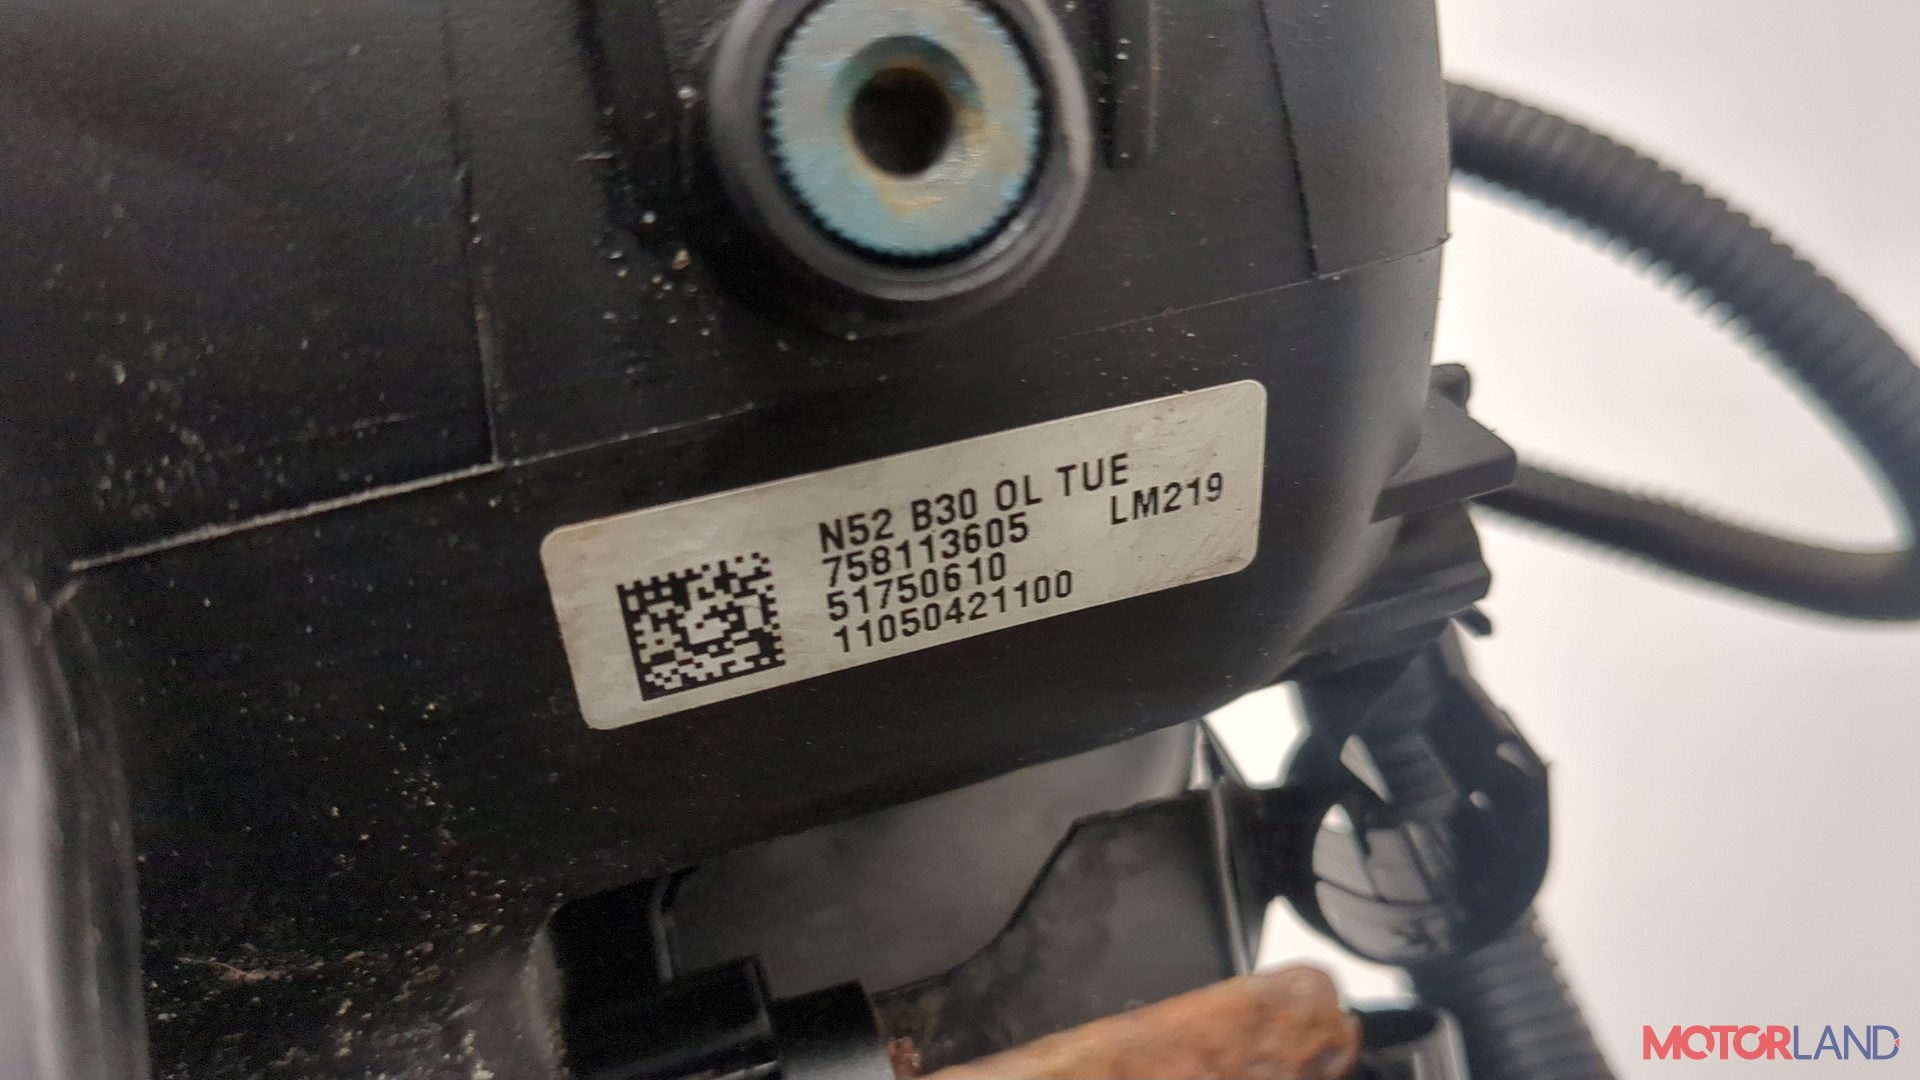 N52 B30 OL TUE
758113605 LM219
51750610
11050421100
MOTORLAND